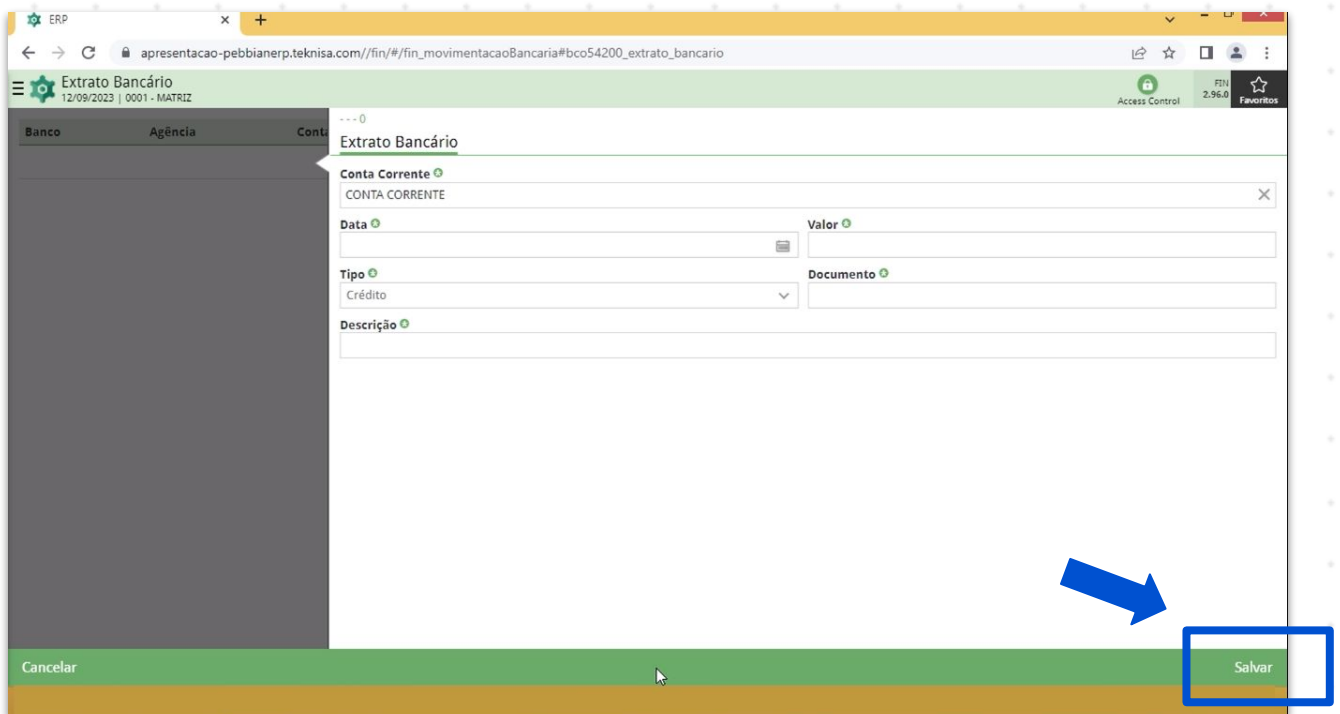 ERP
apresentacao-pebbianerp.teknisa.com//fin/#/fin_movimentacaoBancaria#bco54200_extrato_bancario
Extrato Bancário
12/09/2023 | 0001 - MATRIZ
Access Control
FIN
2.96.0
Favoritos
Banco Agência
- - - 0
Extrato Bancário
Conta Corrente
CONTA CORRENTE
Data Valor
Tipo Documento
Crédito
Descrição
Cancelar Salvar